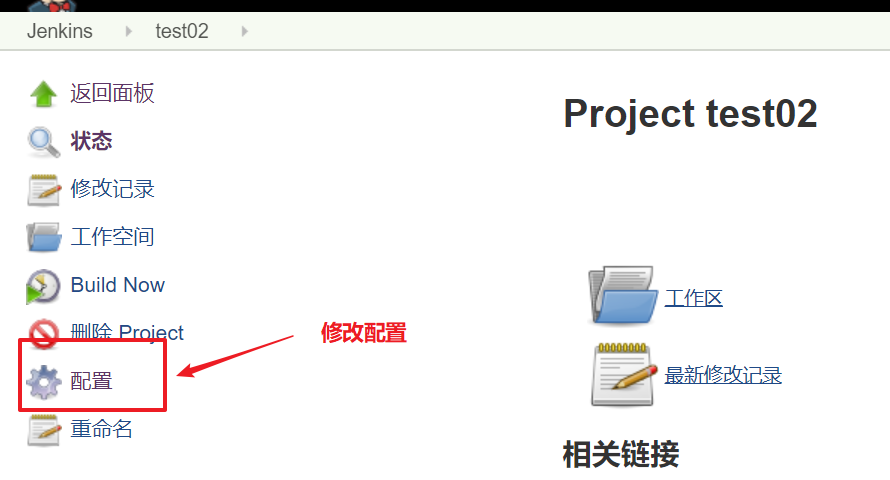 Jenkins test02
返回面板
状态
修改记录
工作空间
Build Now
删除 Project
配置
重命名
修改配置
Project test02
工作区
最新修改记录
相关链接